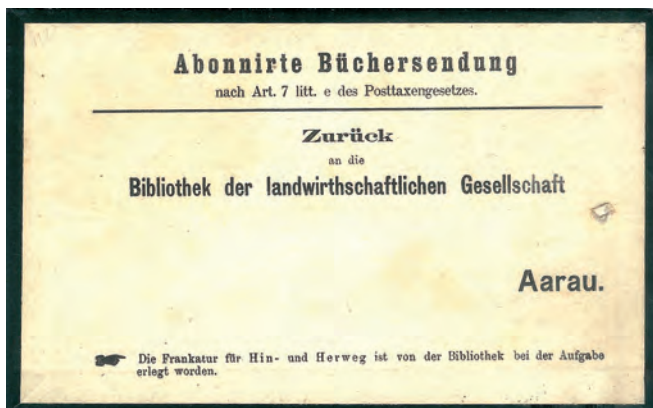 Abonnirte Büchersendung
nach Art. 7 litt. e des Posttaxengesetzes.
Zurück
an die
Bibliothek der landwirthschaftlichen Gesellschaft
Aarau.
☛ Die Frankatur für Hin- und Herweg ist von der Bibliothek bei der Aufgabe
erlegt worden.